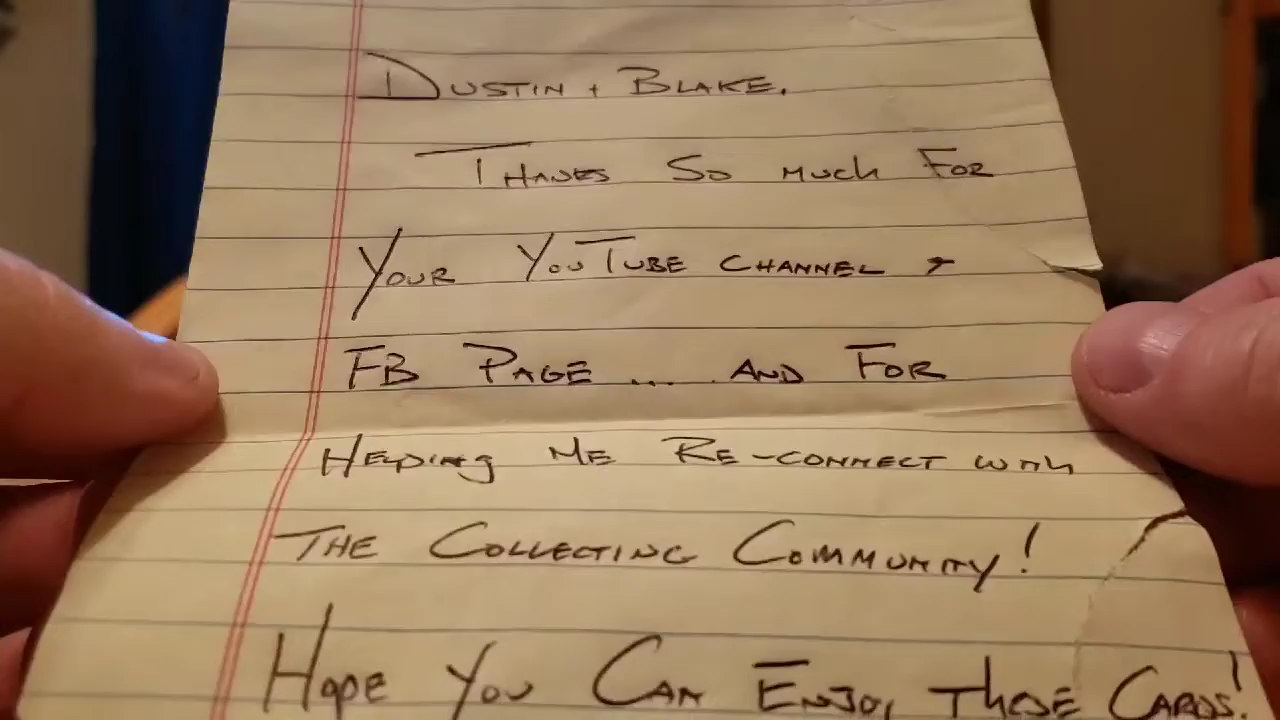 DUSTIN + BLAKE.
THANKS SO MUCH FOR
YOUR YOUTUBE CHANNEL +
FB PAGE .... AND FOR
HELPING ME RE-CONNECT WITH
THE COLLECTING COMMUNITY!
HOPE YOU CAN ENJOY THESE CARDS!